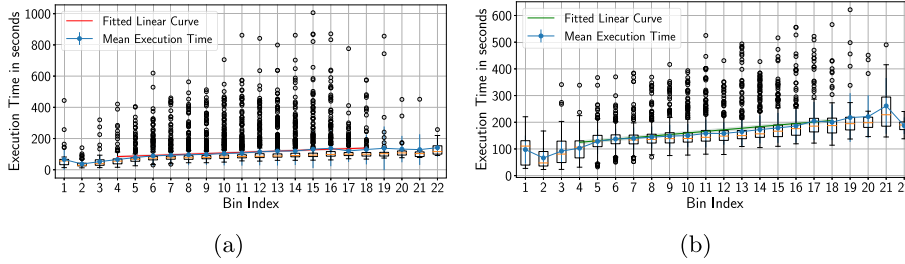 Fitted Linear Curve
Mean Execution Time
Execution Time in seconds
1000
800
600
400
200
0
1 2 3 4 5 6 7 8 9 10 11 12 13 14 15 16 17 18 19 20 21 22
Bin Index
(a)
Fitted Linear Curve
Mean Execution Time
Execution Time in seconds
600
500
400
300
200
100
0
1 2 3 4 5 6 7 8 9 10 11 12 13 14 15 16 17 18 19 20 21
Bin Index
(b)